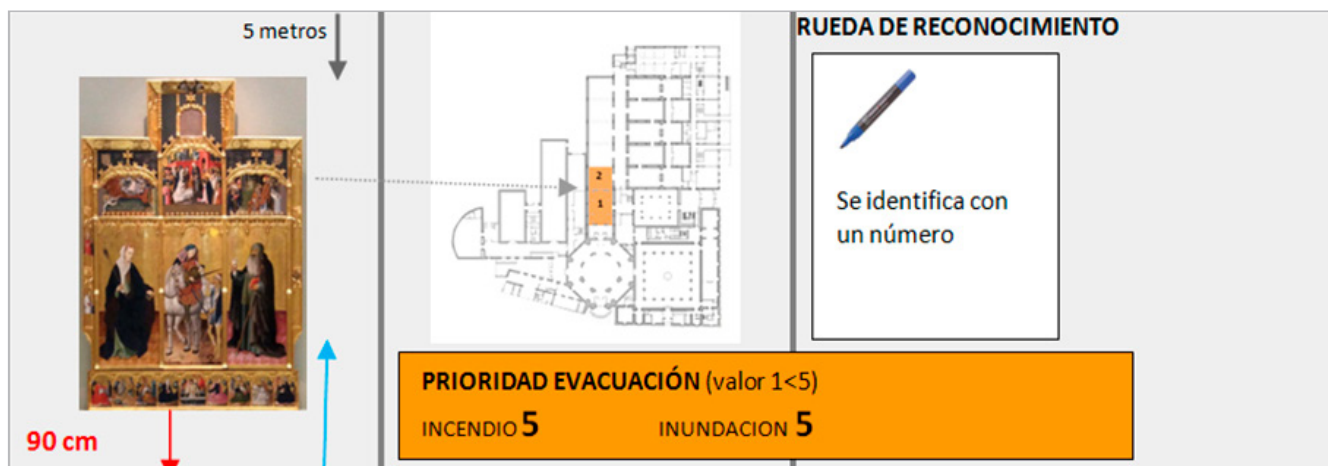 5 metros
90 cm
2
1
PRIORIDAD EVACUACIÓN (valor 1<5)
INCENDIO 5 INUNDACION 5
RUEDA DE RECONOCIMIENTO
Se identifica con
un número